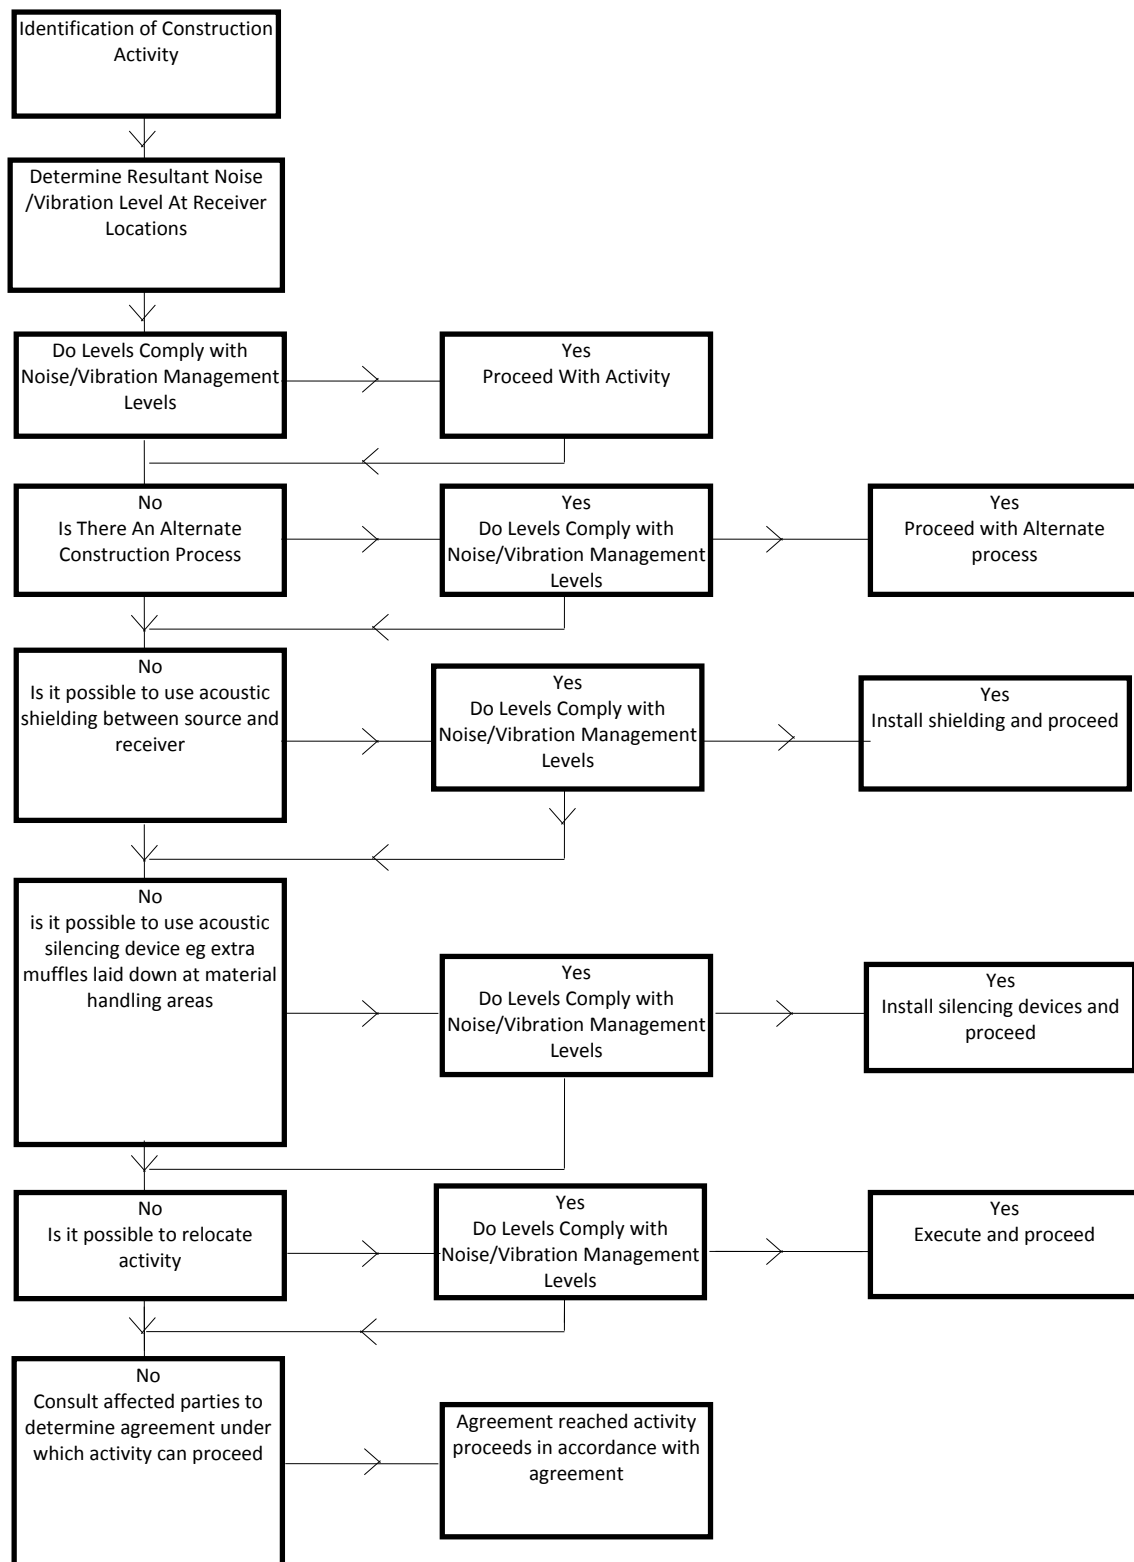 Identification of Construction
Activity
Determine Resultant Noise
/Vibration Level At Receiver
Locations
Do Levels Comply with
Noise/Vibration Management
Levels
Yes
Proceed With Activity
No
Is There An Alternate
Construction Process
Yes
Do Levels Comply with
Noise/Vibration Management
Levels
Yes
Proceed with Alternate
process
No
Is it possible to use acoustic
shielding between source and
receiver
Yes
Do Levels Comply with
Noise/Vibration Management
Levels
Yes
Install shielding and proceed
No
is it possible to use acoustic
silencing device eg extra
muffles laid down at material
handling areas
Yes
Do Levels Comply with
Noise/Vibration Management
Levels
Yes
Install silencing devices and
proceed
No
Is it possible to relocate
activity
Yes
Do Levels Comply with
Noise/Vibration Management
Levels
Yes
Execute and proceed
No
Consult affected parties to
determine agreement under
which activity can proceed
Agreement reached activity
proceeds in accordance with
agreement